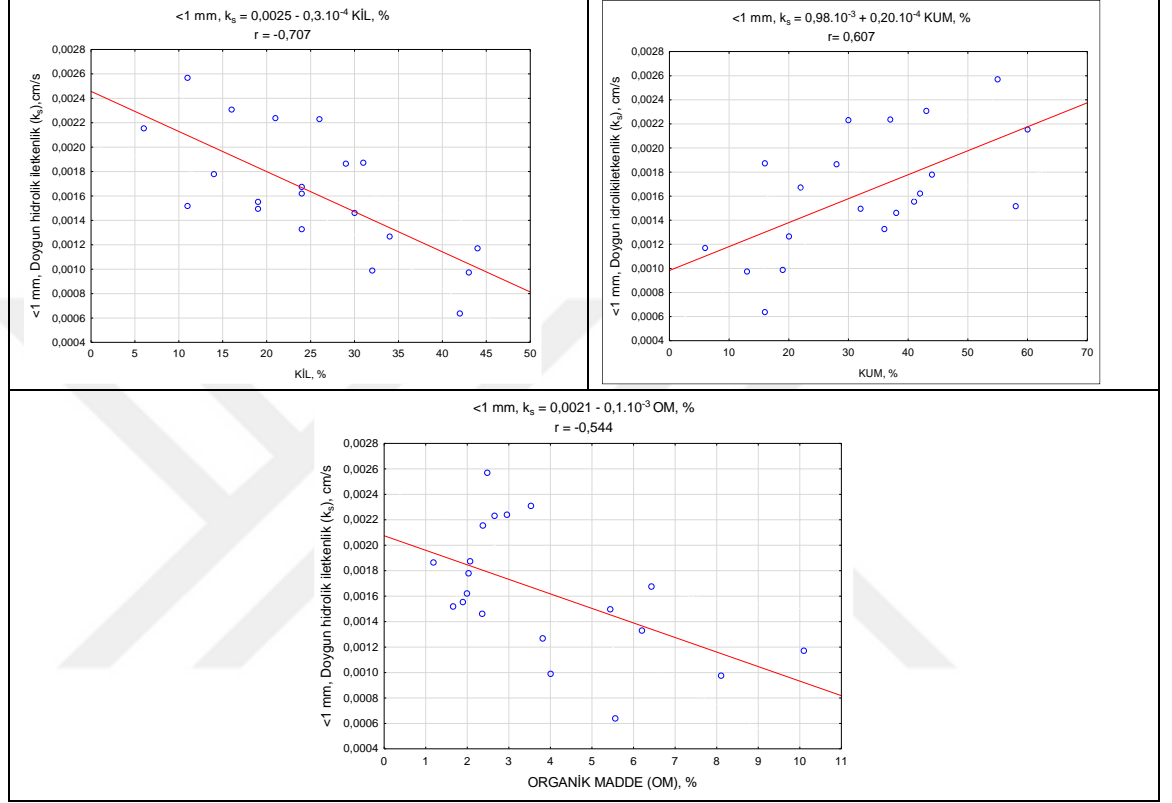 <1 mm, kₛ = 0,0025 - 0,3.10⁻⁴ KİL, %
r = -0,707
<1 mm, Doygun hidrolik iletkenlik (kₛ),cm/s
0,0028
0,0026
0,0024
0,0022
0,0020
0,0018
0,0016
0,0014
0,0012
0,0010
0,0008
0,0006
0,0004
0 5 10 15 20 25 30 35 40 45 50
KİL, %
<1 mm, kₛ = 0,98.10⁻³ + 0,20.10⁻⁴ KUM, %
r= 0,607
<1 mm, Doygun idrolikiletkenlik (kₛ), cm/s
0,0028
0,0026
0,0024
0,0022
0,0020
0,0018
0,0016
0,0014
0,0012
0,0010
0,0008
0,0006
0,0004
0 10 20 30 40 50 60 70
KUM, %
<1 mm, kₛ = 0,0021 - 0,1.10⁻³ OM, %
r = -0,544
<1 mm, Doygun hidrolik iletkenlik (kₛ), cm/s
0,0028
0,0026
0,0024
0,0022
0,0020
0,0018
0,0016
0,0014
0,0012
0,0010
0,0008
0,0006
0,0004
0 1 2 3 4 5 6 7 8 9 10 11
ORGANİK MADDE (OM), %